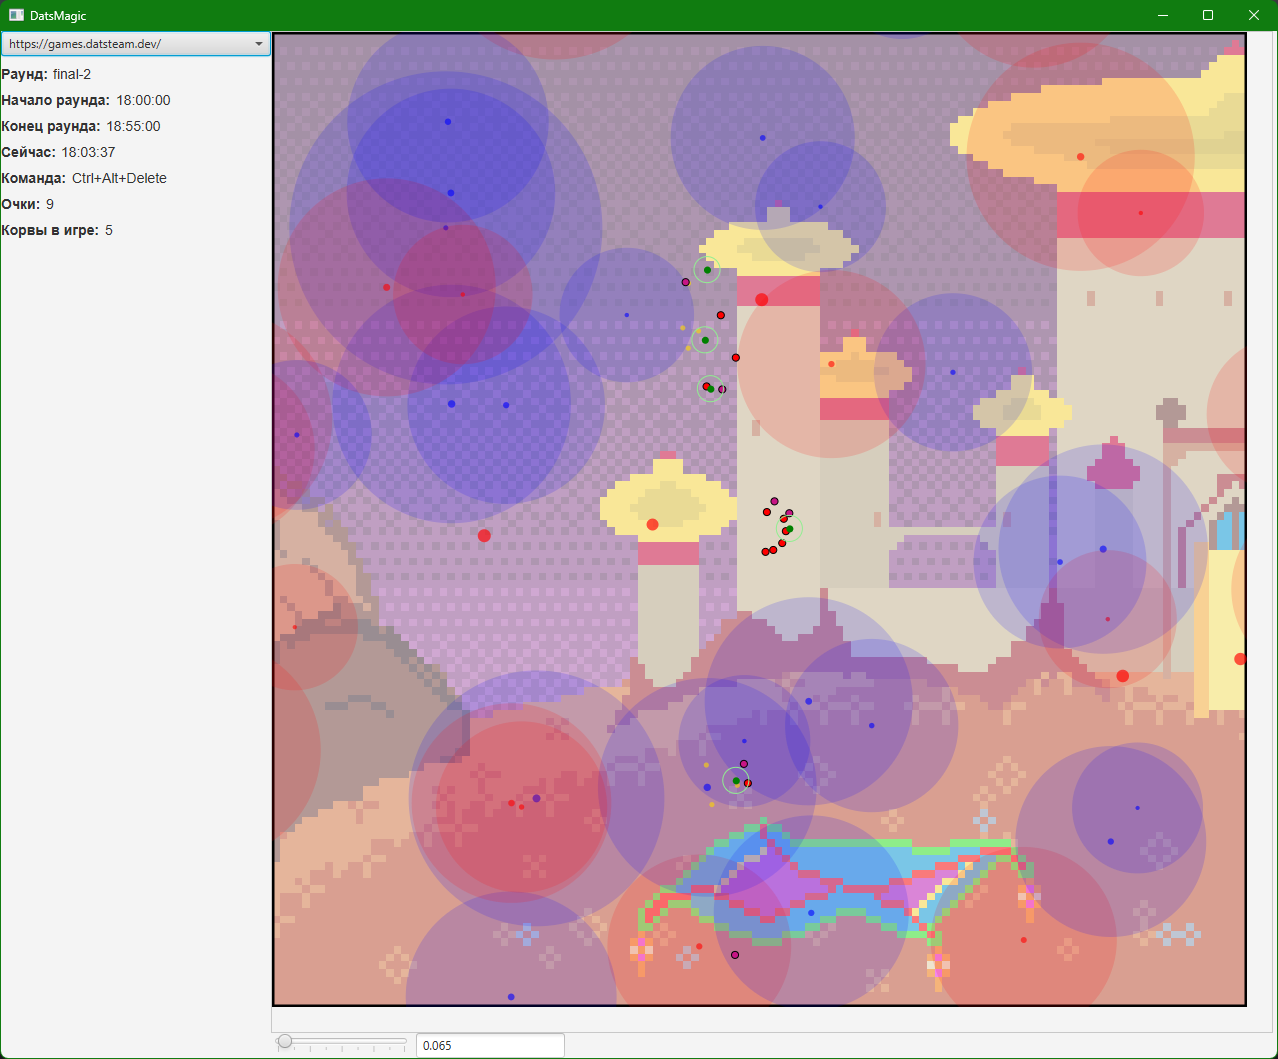 DatsMagic
https://games.datsteam.dev/
Раунд: final-2
Начало раунда: 18:00:00
Конец раунда: 18:55:00
Сейчас: 18:03:37
Команда: Ctrl+Alt+Delete
Очки: 9
Корвы в игре: 5
0.065